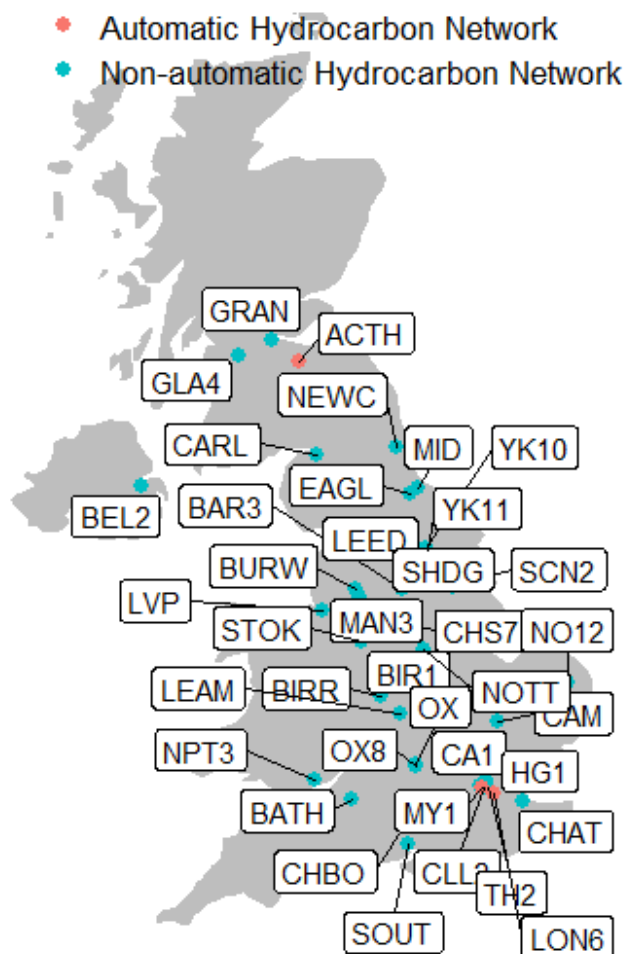 Automatic Hydrocarbon Network
Non-automatic Hydrocarbon Network
GRAN
ACTH
GLA4
NEWC
CARL
MID
YK10
EAGL
BAR3
YK11
BEL2
LEED
BURW
SHDG
SCN2
LVP
STOK
MAN3
CHS7
NO12
BIR1
LEAM
BIRR
NOTT
OX
CAM
NPT3
OX8
CA1
HG1
BATH
MY1
CHAT
CHBO
CLL2
TH2
SOUT
LON6